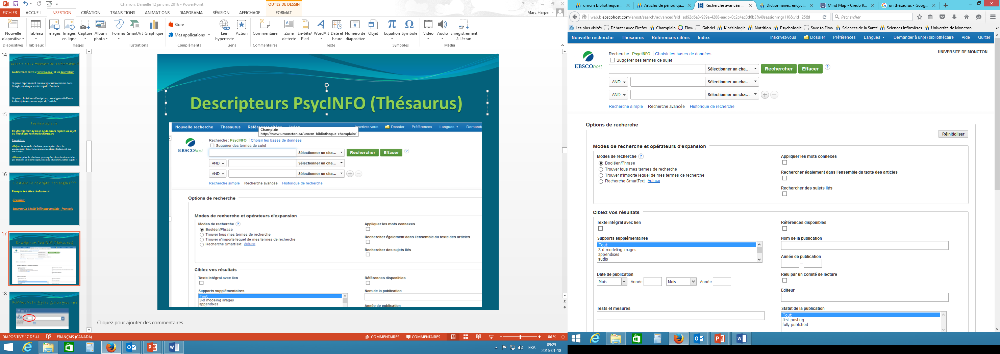 Charron, Danielle 12 janvier, 2016 - PowerPoint
OUTILS DE DESSIN
FICHIER ACCUEIL INSERTION CRÉATION TRANSITIONS ANIMATIONS DIAPORAMA RÉVISION AFFICHAGE FORMAT
Marc Harper
Nouvelle diapositive
Tableau
Images
Images en ligne
Capture
Album photo
Formes
SmartArt
Graphique
Store
Mes applications
Lien hypertexte
Action
Commentaire
Zone de texte
En-tête/ Pied
WordArt
Date et heure
Numéro de diapositive
Objet
Équation
Symbole
Vidéo
Audio
Enregistrement à l'écran
Diapositives Tableaux Images Illustrations Compléments Liens Commentaires Texte Symboles Média
14
La différence entre le "style Google" et un déscripteur
Si qu'on tape un mot ou un expression comme dans
Google, on risque avoir trop de résultats
Si qu'on choisit un déscripteur, on est garanti d'avoir
le déscripteur comme sujet de l'article
15
Les descripteurs
Un déscripteur de base de données repère un sujet
au lieu d'une recherche d'articles
Il peut être:
-Majeur (moins de résultats parce qu'on cherche
uniquement les articles qui concentrent fortement sur
notre sujet)
-Mineur (plus de résultats parce qu'on cherche des articles
qui traitent de notre sujet ainsi que plusieurs autres sujets )
16
C'est quoi le déscripteur en anglais???
Essayez les sites ci-dessous:
-Termium
-Inserm: Le MeSH bilingue anglais - français
17
Descripteurs PsycINFO (Thésaurus)
18
Descripteurs PsycINFO (Thésaurus)
Nouvelle recherche Thesaurus Inscrivez-vous Dossier Préférences Langues
Champlain
http://www.umoncton.ca/umcm-bibliotheque-champlain/
EBSCOhost
Recherche : PsycINFO Choisir les bases de données
Suggérer des termes de sujet
Sélectionner un cha... Rechercher Effacer ?
AND Sélectionner un cha...
AND Sélectionner un cha...
Recherche simple Recherche avancée Historique de recherche
Options de recherche
Modes de recherche et opérateurs d'expansion
Modes de recherche ?
Booléen/Phrase
Trouver tous mes termes de recherche
Trouver n'importe lequel de mes termes de recherche
Recherche SmartText Astuce
Appliquer les mots connexes
Rechercher également dans l'ensemble du texte des articles
Rechercher des sujets liés
Ciblez vos résultats
Texte intégral avec lien
Références disponibles
Supports supplémentaires
Tout
3-d modeling images
appendixes
Nom de la publication
Année de publication
Cliquez pour ajouter des commentaires
DIAPOSITIVE 17 DE 41 FRANÇAIS (CANADA) COMMENTAIRES COMMENTAIRES 106 %
FRA 09:25
2016-01-18
umcm bibliotheque ... Articles de périodiqu... Recherche avancée: ... Dictionnaires, encycl... Mind Map - Credo R... un thésaurus - Goog...
web.b.ebscohost.com/ehost/search/advanced?sid=ad92d6e8-939e-4288-aadb-0c2c4ec8d6b3%40sessionmgr110&vid=25&
Rechercher
Les plus visités Débuter avec Firefox Champlain Flow Gabriel Kinésiologie Nutrition Psychologie Save to Flow Sciences de la Santé Sciences Infirmières Université de Moncton
Nouvelle recherche Thesaurus Références citées Index Inscrivez-vous Dossier Préférences Langues Demander à un(e) bibliothécaire Aide Quitter
UNIVERSITE DE MONCTON
EBSCOhost
Recherche : PsycINFO Choisir les bases de données
Suggérer des termes de sujet
Sélectionner un cha... Rechercher Effacer ?
AND Sélectionner un cha...
AND Sélectionner un cha...
Recherche simple Recherche avancée Historique de recherche
Options de recherche
Réinitialiser
Modes de recherche et opérateurs d'expansion
Modes de recherche ?
Booléen/Phrase
Trouver tous mes termes de recherche
Trouver n'importe lequel de mes termes de recherche
Recherche SmartText Astuce
Appliquer les mots connexes
Rechercher également dans l'ensemble du texte des articles
Rechercher des sujets liés
Ciblez vos résultats
Texte intégral avec lien
Références disponibles
Supports supplémentaires
Tout
3-d modeling images
appendixes
audio
Nom de la publication
Année de publication
–
Date de publication
Mois Année: – Mois Année:
Relu par un comité de lecture
Editeur
Tests et mesures
Statut de la publication
Tout
first posting
fully published